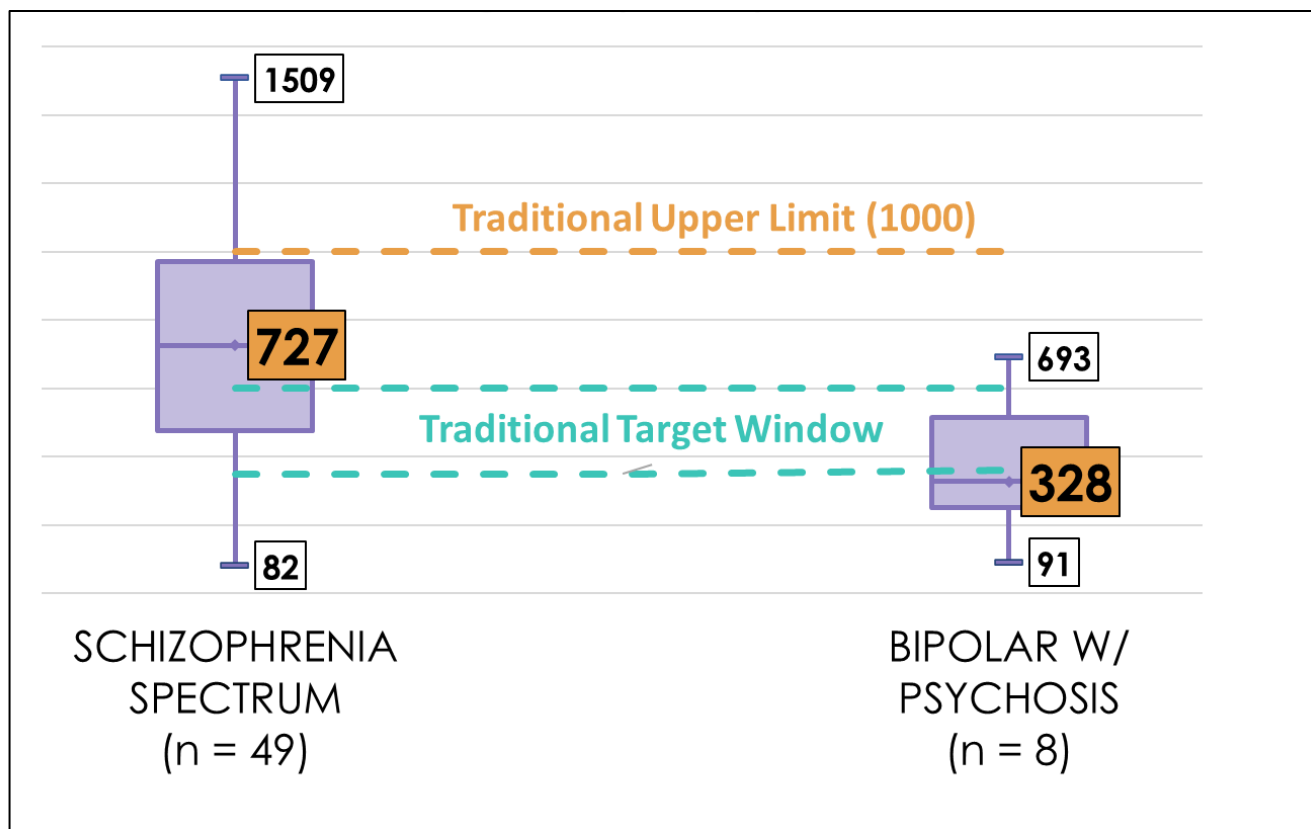 1509
Traditional Upper Limit (1000)
727
693
Traditional Target Window
328
82
91
SCHIZOPHRENIA
SPECTRUM
(n = 49)
BIPOLAR W/
PSYCHOSIS
(n = 8)